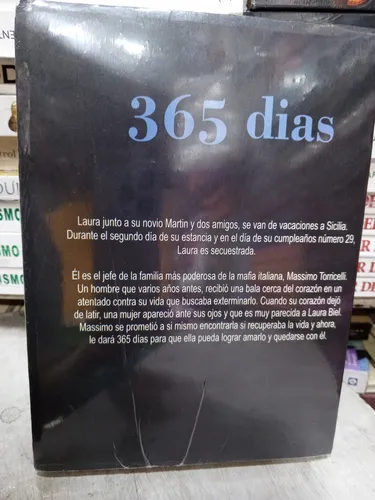 365 dias
Laura junto a su novio Martin y dos amigos, se van de vacaciones a Sicilia.
Durante el segundo día de su estancia y en el día de su cumpleaños número 29,
Laura es secuestrada.
Él es el jefe de la familia más poderosa de la mafia italiana, Massimo Torricelli.
Un hombre que varios años antes, recibió una bala cerca del corazón en un
atentado contra su vida que buscaba exterminarlo. Cuando su corazón dejó
de latir, una mujer apareció ante sus ojos y que es muy parecida a Laura Biel.
Massimo se prometió a si mismo encontrarla si recuperaba la vida y ahora,
le dará 365 días para que ella pueda lograr amarlo y quedarse con él.